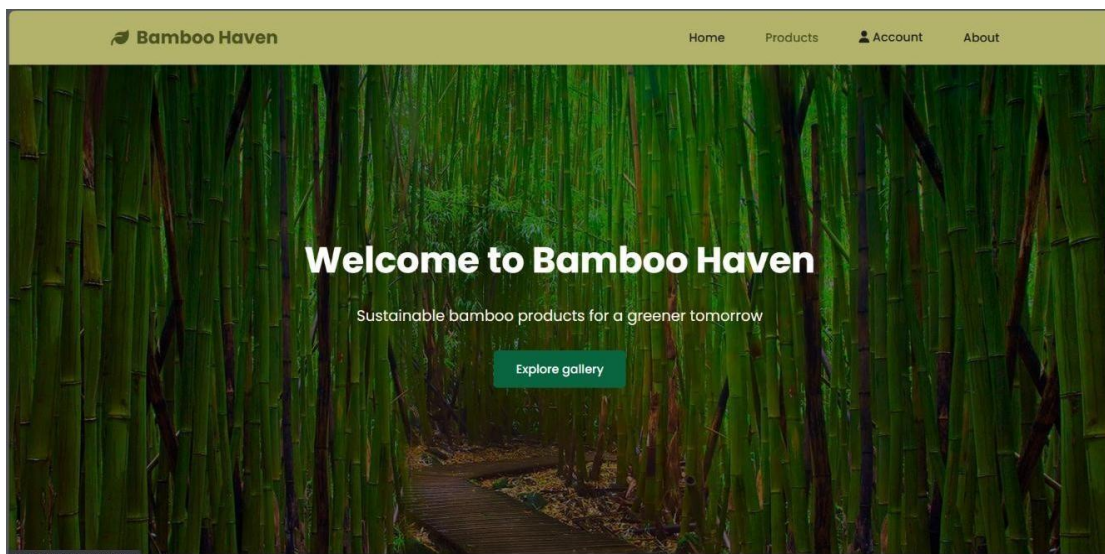 Bamboo Haven
Home Products Account About
Welcome to Bamboo Haven
Sustainable bamboo products for a greener tomorrow
Explore gallery